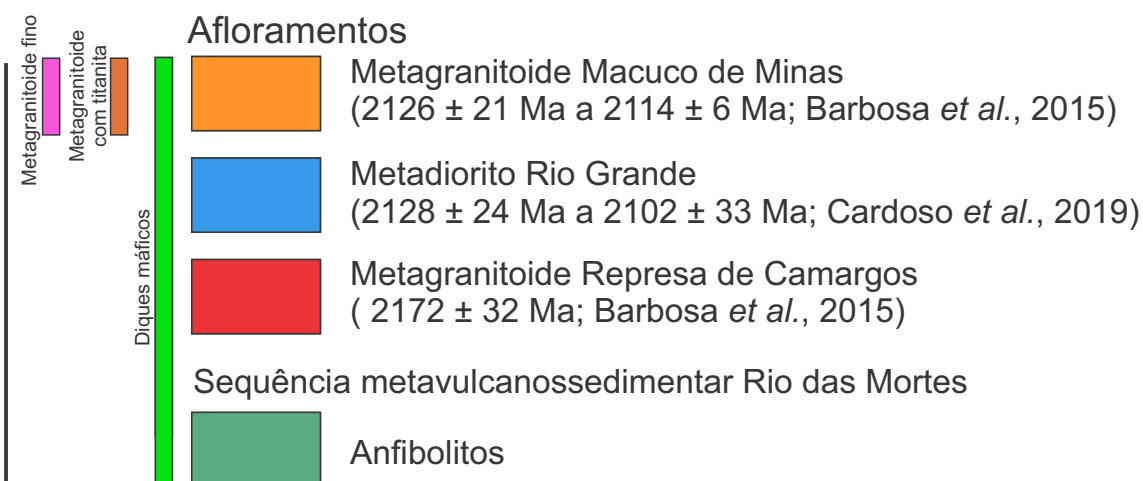 Afloramentos
Metagranitoide fino
Metagranitoide
com titanita
Diques máficos
Metagranitoide Macuco de Minas
(2126 ± 21 Ma a 2114 ± 6 Ma; Barbosa et al., 2015)
Metadiorito Rio Grande
(2128 ± 24 Ma a 2102 ± 33 Ma; Cardoso et al., 2019)
Metagranitoide Represa de Camargos
( 2172 ± 32 Ma; Barbosa et al., 2015)
Sequência metavulcanossedimentar Rio das Mortes
Anfibolitos